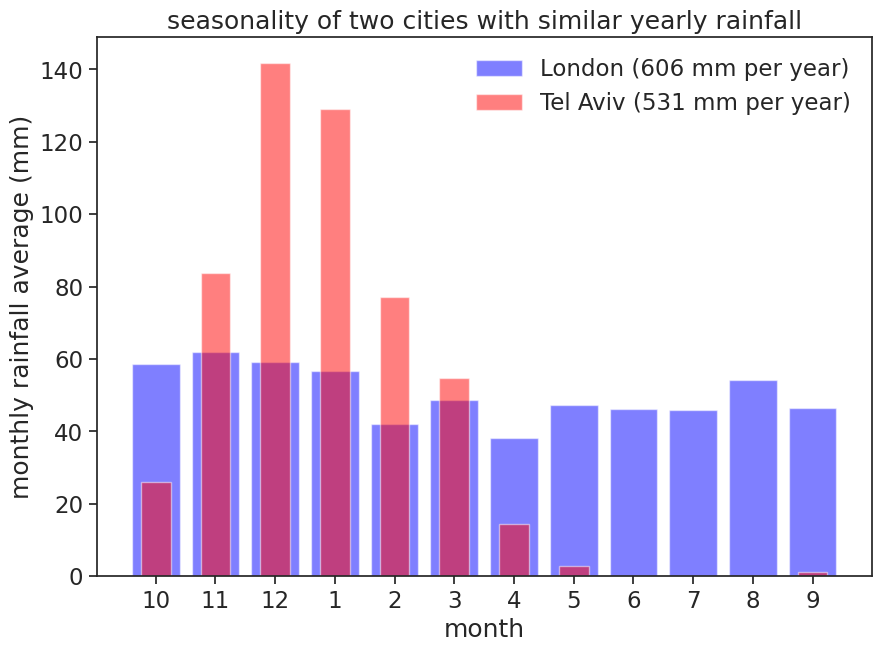 seasonality of two cities with similar yearly rainfall
London (606 mm per year)
Tel Aviv (531 mm per year)
monthly rainfall average (mm)
140
120
100
80
60
40
20
0
10 11 12 1 2 3 4 5 6 7 8 9
month